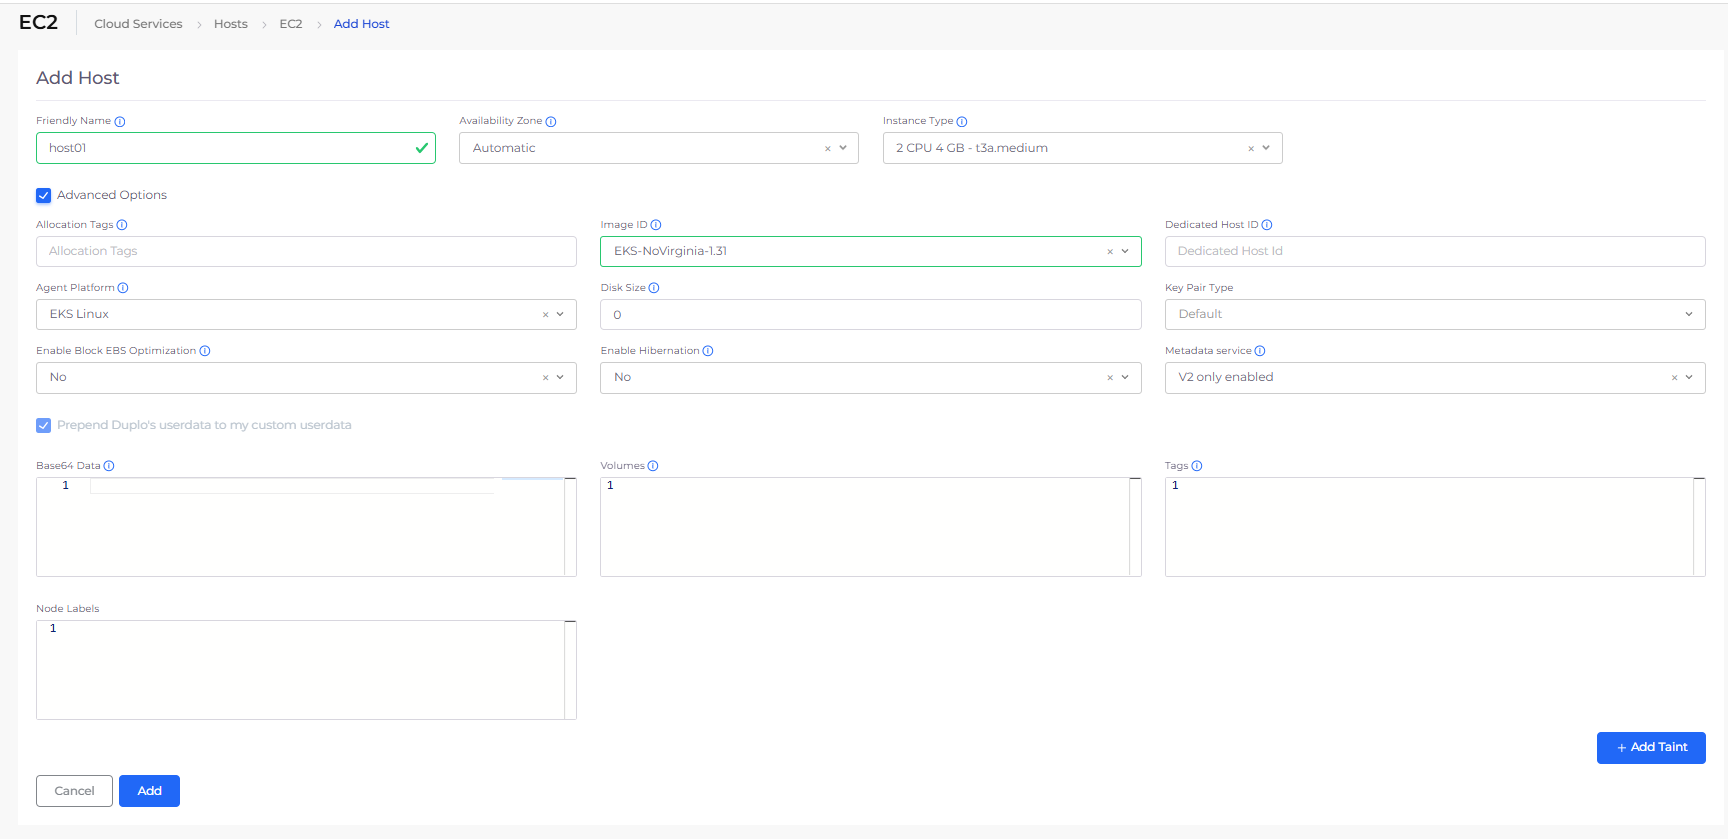 EC2 Cloud Services > Hosts > EC2 > Add Host
Add Host
Friendly Name Availability Zone Instance Type
host01 Automatic × 2 CPU 4 GB - t3a.medium ×
Advanced Options
Allocation Tags Image ID Dedicated Host ID
Allocation Tags EKS-NoVirginia-1.31 × Dedicated Host Id
Agent Platform Disk Size Key Pair Type
EKS Linux × 0 Default
Enable Block EBS Optimization Enable Hibernation Metadata service
No × No × V2 only enabled ×
Prepend Duplo's userdata to my custom userdata
Base64 Data Volumes Tags
1 1 1
Node Labels
1
+ Add Taint
Cancel Add